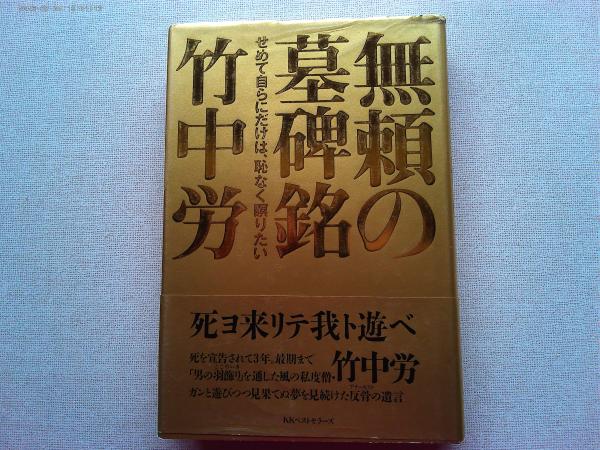 無頼の
墓碑銘
せめて自らにだけは、恥なく瞑りたい
竹中労
死ヨ来リテ我ト遊べ
死を宣告されて3年。最期まで
「男の羽飾り」を通した風の私度僧・竹中労
ガンと遊びつつ見果てぬ夢を見続けた反骨の遺言
KKベストセラーズ